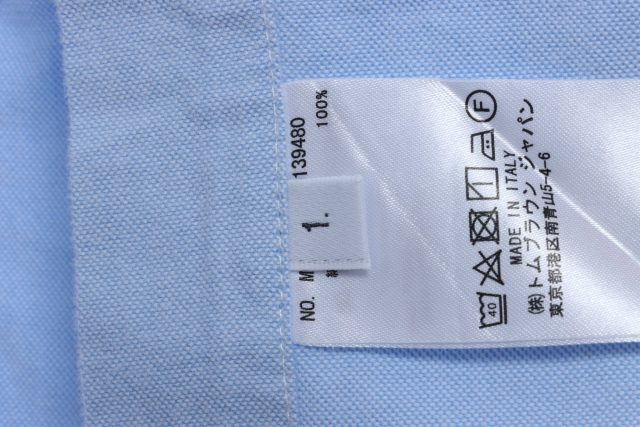 NO. M
139480
100%
1.
40
F
MADE IN ITALY
(株)トムブラウン ジャパン
東京都港区南青山5-4-6